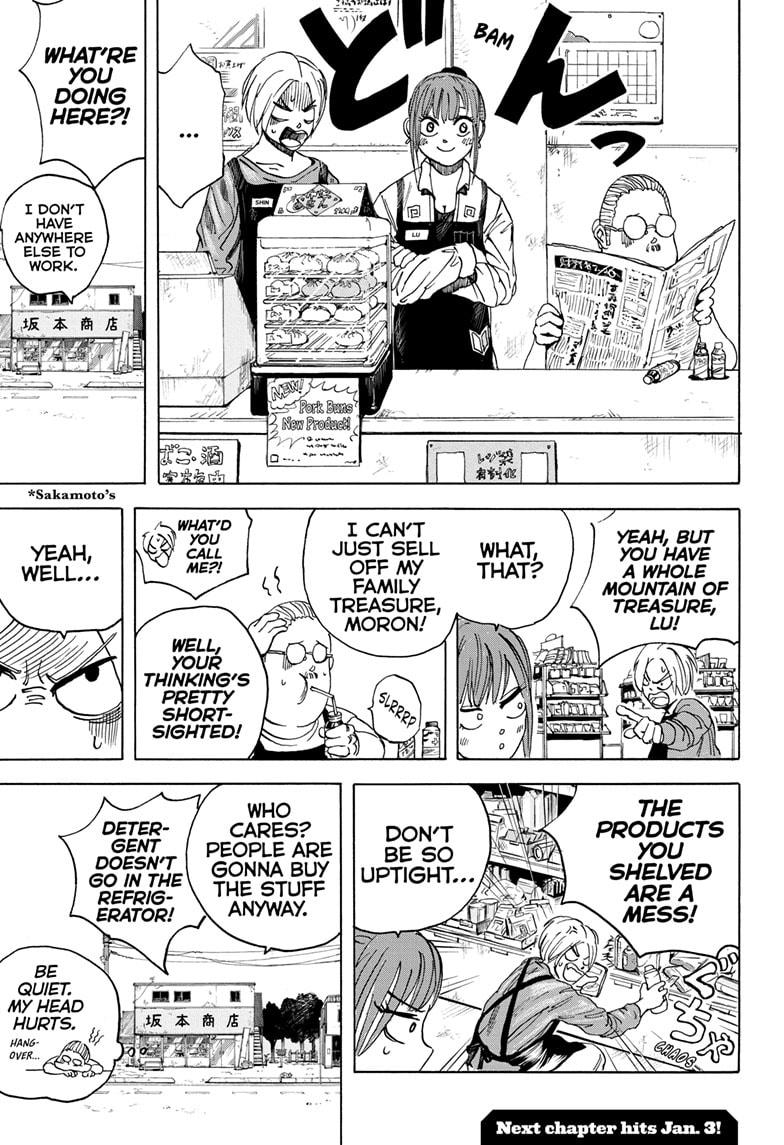 どんっ
BAM
SHIN
LU
NEW!
Pork Buns
New Product!
...
WHAT'RE
YOU
DOING
HERE?!
I DON'T
HAVE
ANYWHERE
ELSE TO
WORK.
坂本商店
*Sakamoto's
YEAH, BUT
YOU HAVE
A WHOLE
MOUNTAIN OF
TREASURE,
LU!
WHAT,
THAT?
I CAN'T
JUST SELL
OFF MY
FAMILY
TREASURE,
MORON!
WHAT'D
YOU
CALL
ME?!
WELL,
YOUR
THINKING'S
PRETTY
SHORT-
SIGHTED!
SLRRRP
YEAH,
WELL...
THE
PRODUCTS
YOU
SHELVED
ARE A
MESS!
ぐちゃ
CHAOS
DON'T
BE SO
UPTIGHT...
WHO
CARES?
PEOPLE ARE
GONNA BUY
THE STUFF
ANYWAY.
DETER-
GENT
DOESN'T
GO IN THE
REFRIG-
ERATOR!
坂本商店
BE
QUIET.
MY HEAD
HURTS.
HANG-
OVER...
Next chapter hits Jan. 3!